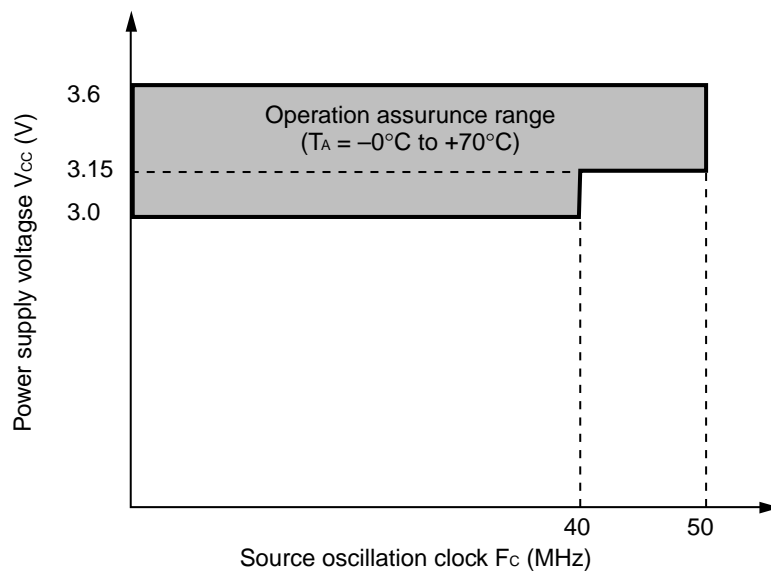 3.6
Operation assurunce range
(TA = –0°C to +70°C)
3.15
3.0
Power supply voltagse VCC (V)
40
50
Source oscillation clock FC (MHz)